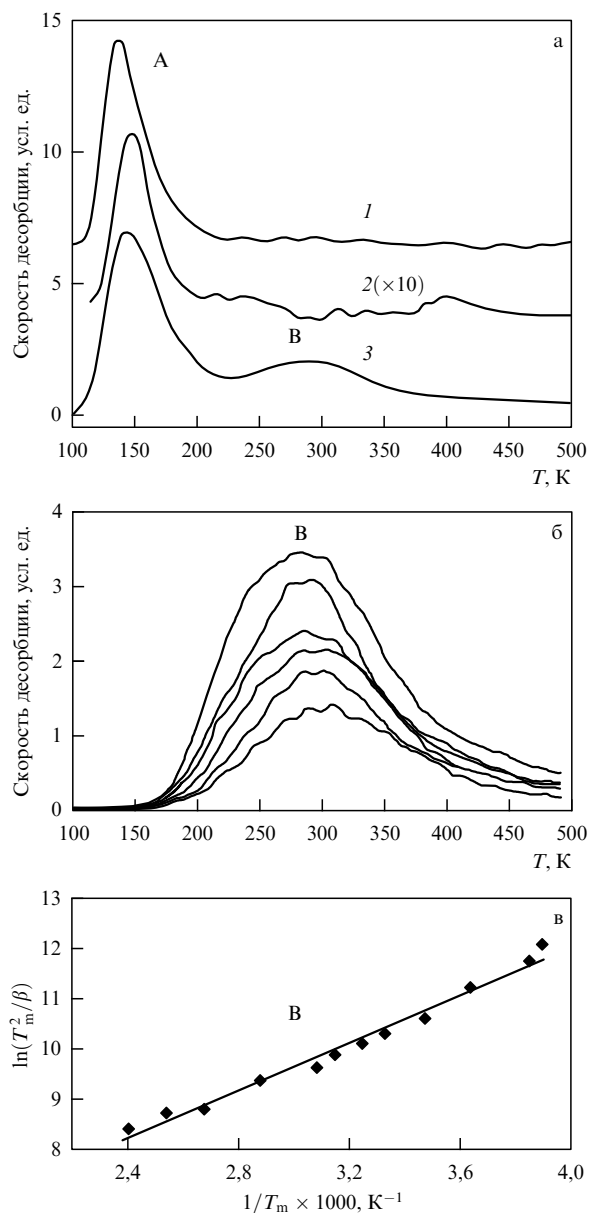 15
10
5
0
Скорость десорбции, усл. ед.
А
а
1
2(×10)
В
3
100 150 200 250 300 350 400 450 500
T, К
4
3
2
1
0
Скорость десорбции, усл. ед.
В
б
100 150 200 250 300 350 400 450 500
T, К
13
12
11
10
9
8
ln(T²ₘ/β)
В
в
2,4 2,8 3,2 3,6 4,0
1/Tₘ × 1000, К⁻¹